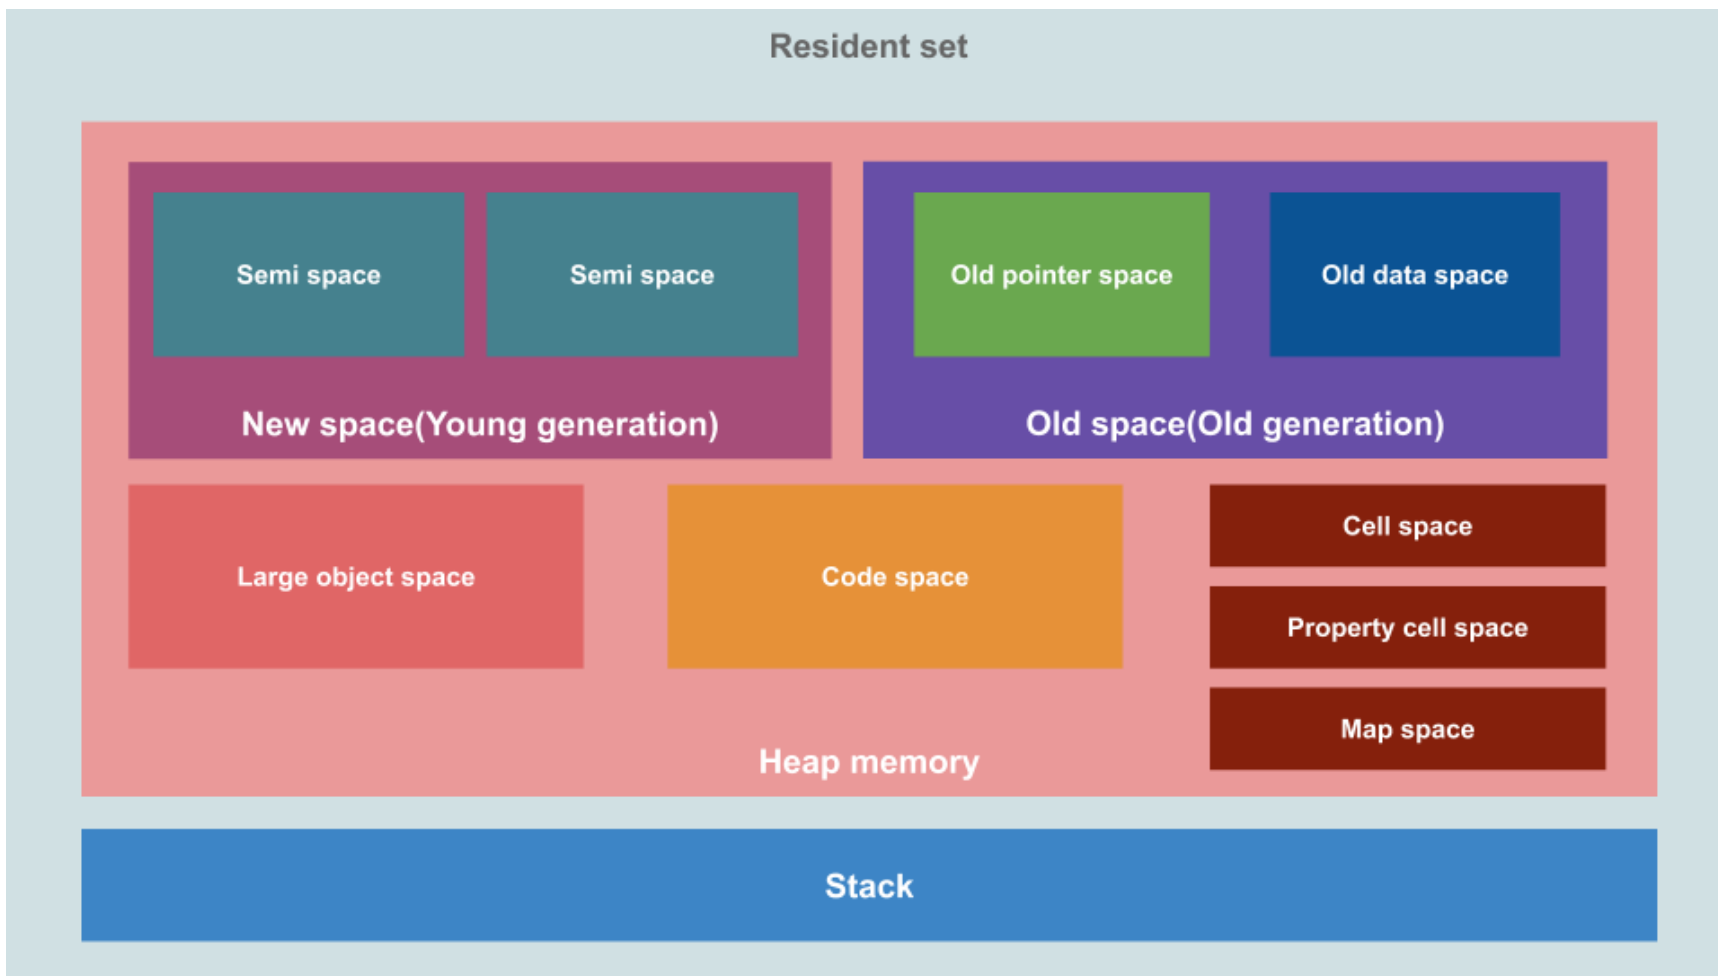 Resident set
Semi space
Semi space
Old pointer space
Old data space
New space(Young generation)
Old space(Old generation)
Large object space
Code space
Cell space
Property cell space
Map space
Heap memory
Stack